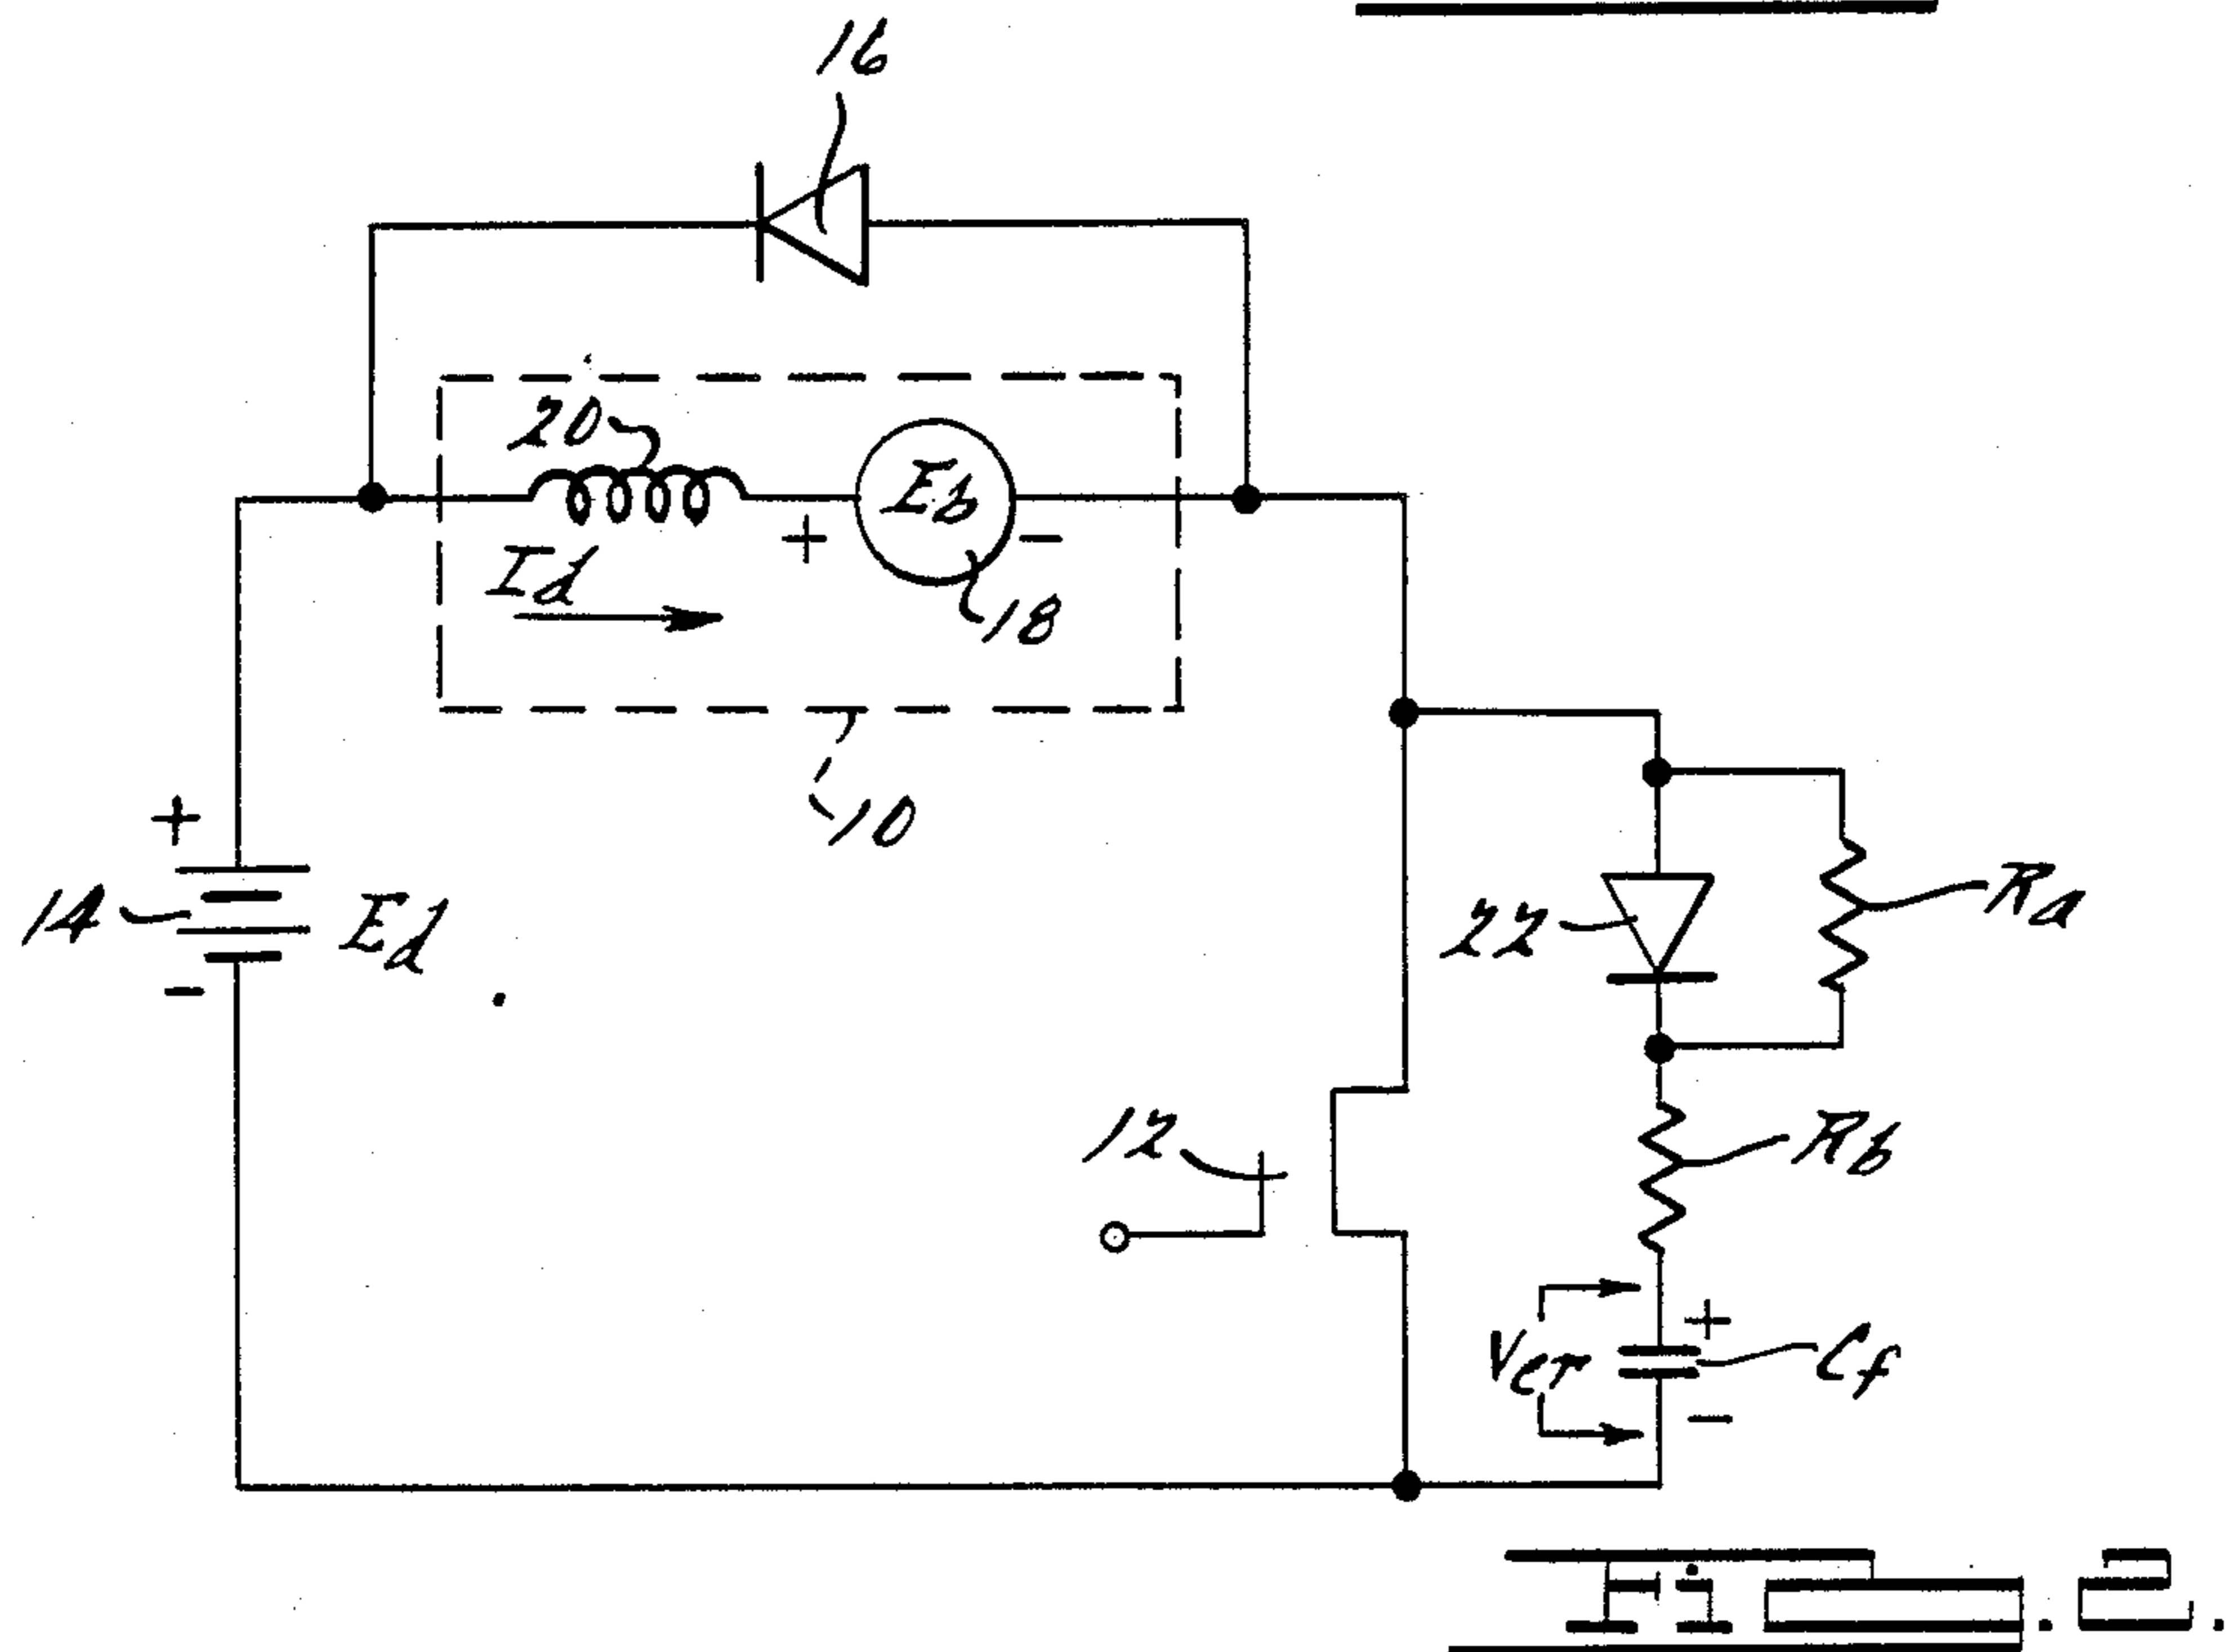 16
20
Eb
+
-
Id
18
10
+
14
Ed
-
22
Ra
12
Rb
Vcr
+
Cf
-
Fig. 2.